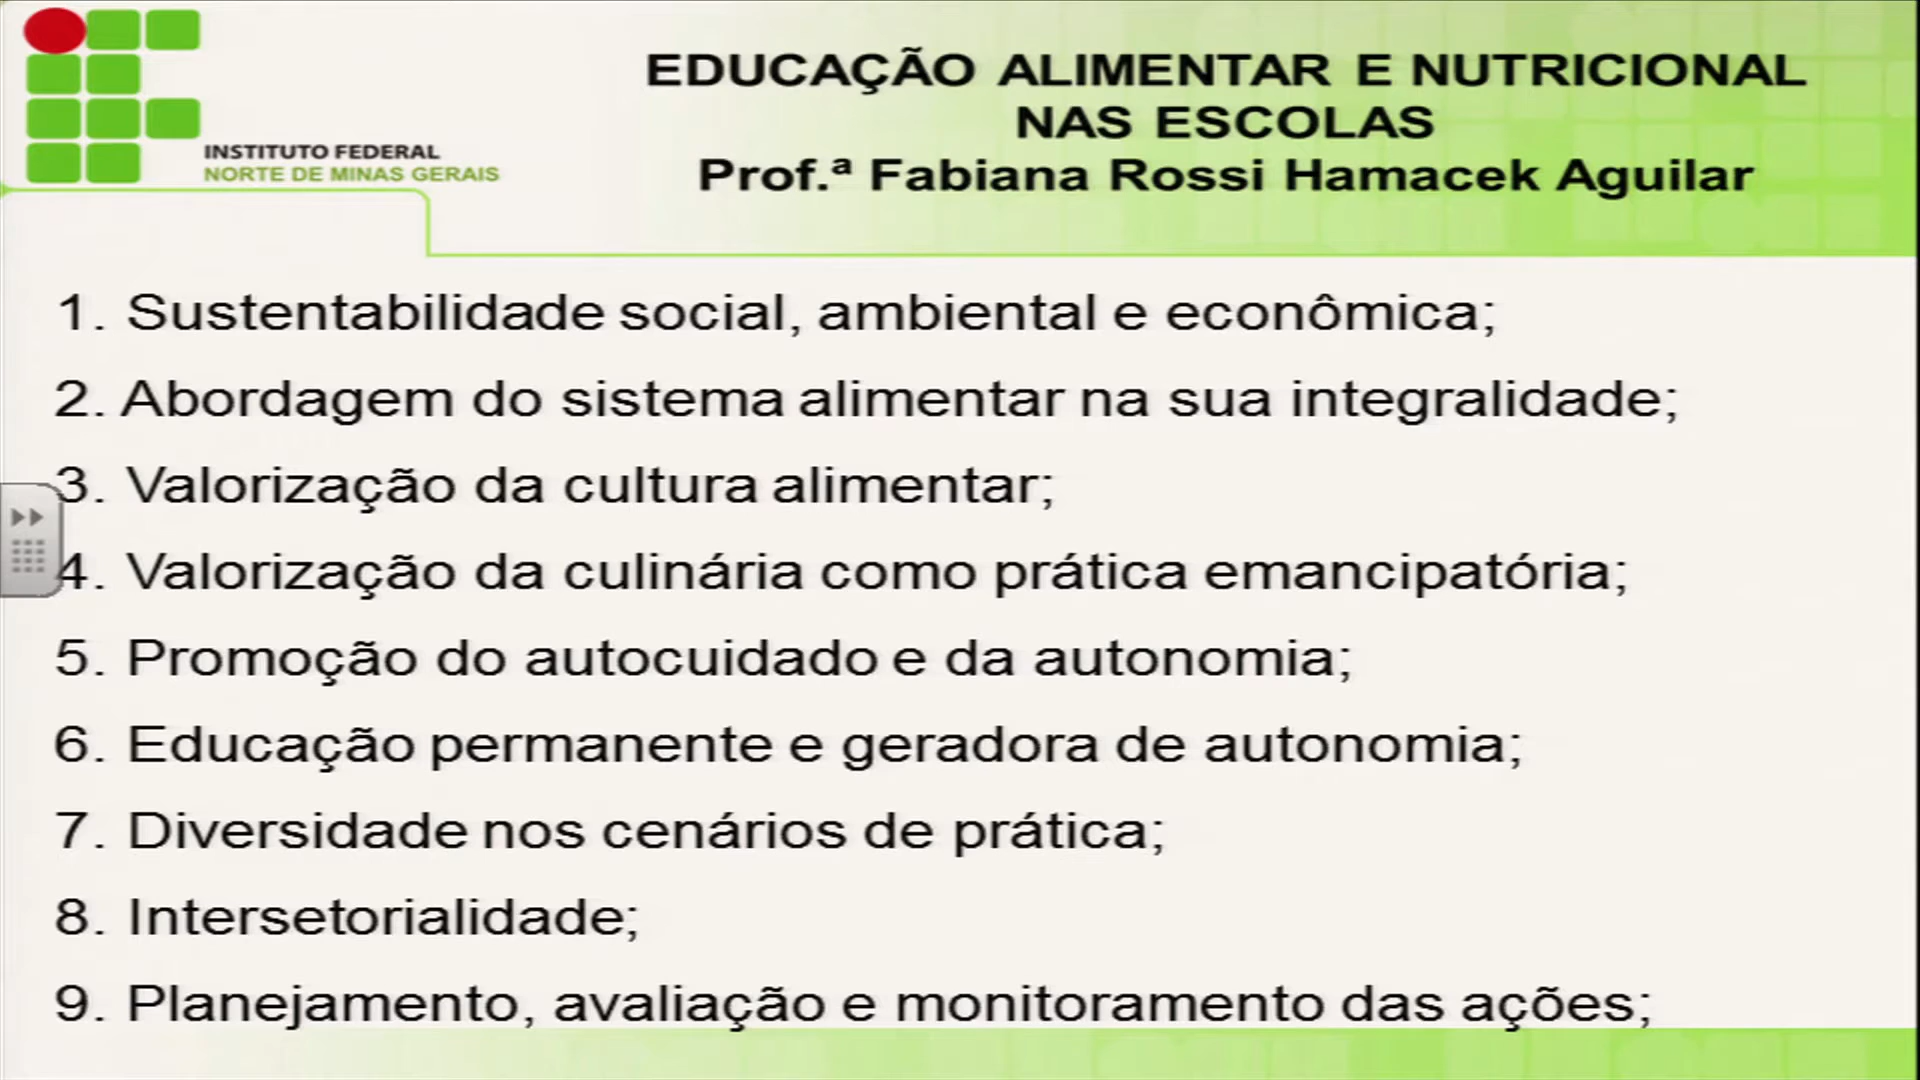 INSTITUTO FEDERAL
NORTE DE MINAS GERAIS
EDUCAÇÃO ALIMENTAR E NUTRICIONAL
NAS ESCOLAS
Prof.ª Fabiana Rossi Hamacek Aguilar
1. Sustentabilidade social, ambiental e econômica;
2. Abordagem do sistema alimentar na sua integralidade;
3. Valorização da cultura alimentar;
4. Valorização da culinária como prática emancipatória;
5. Promoção do autocuidado e da autonomia;
6. Educação permanente e geradora de autonomia;
7. Diversidade nos cenários de prática;
8. Intersetorialidade;
9. Planejamento, avaliação e monitoramento das ações;